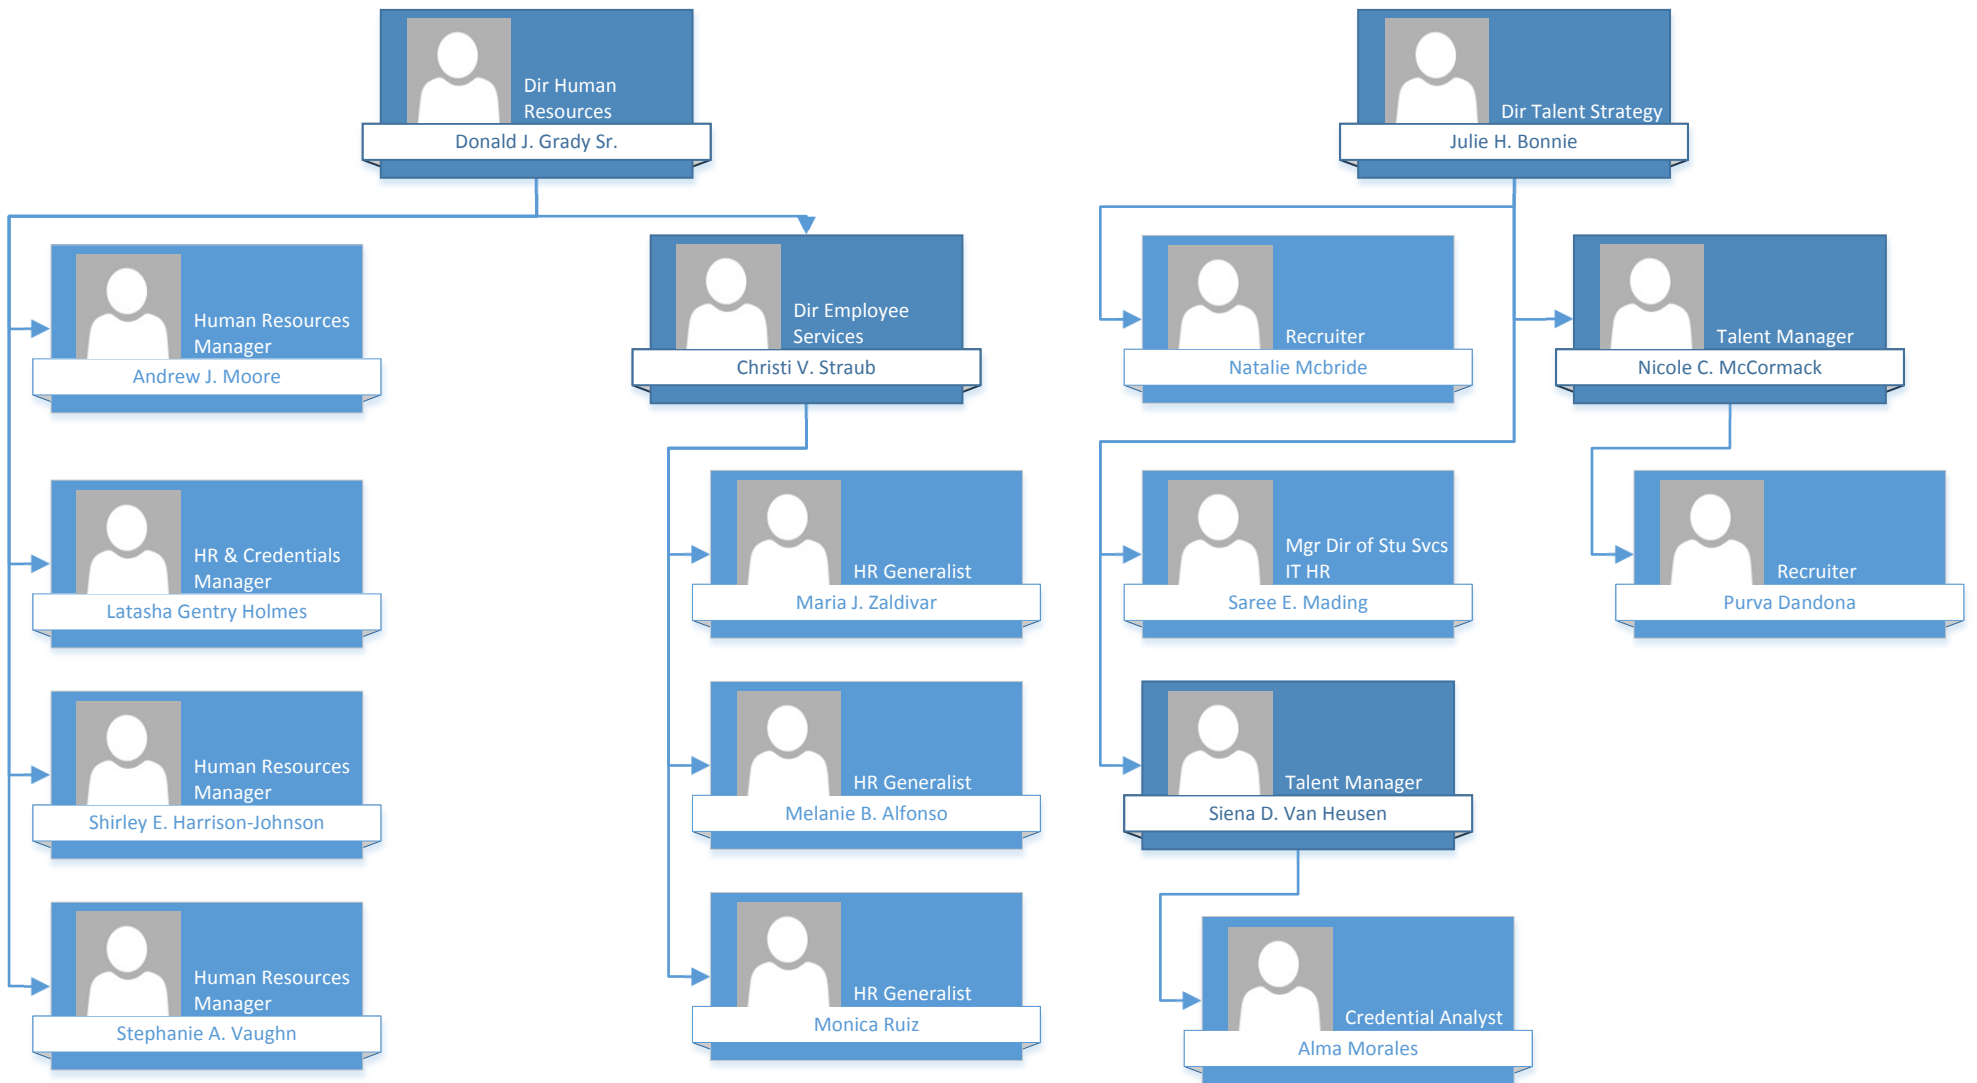 Dir Human
Resources
Donald J. Grady Sr.
Dir Talent Strategy
Julie H. Bonnie
Human Resources
Manager
Andrew J. Moore
Dir Employee
Services
Christi V. Straub
Recruiter
Natalie Mcbride
Talent Manager
Nicole C. McCormack
HR & Credentials
Manager
Latasha Gentry Holmes
HR Generalist
Maria J. Zaldivar
Mgr Dir of Stu Svcs
IT HR
Saree E. Mading
Recruiter
Purva Dandona
Human Resources
Manager
Shirley E. Harrison-Johnson
HR Generalist
Melanie B. Alfonso
Talent Manager
Siena D. Van Heusen
Human Resources
Manager
Stephanie A. Vaughn
HR Generalist
Monica Ruiz
Credential Analyst
Alma Morales